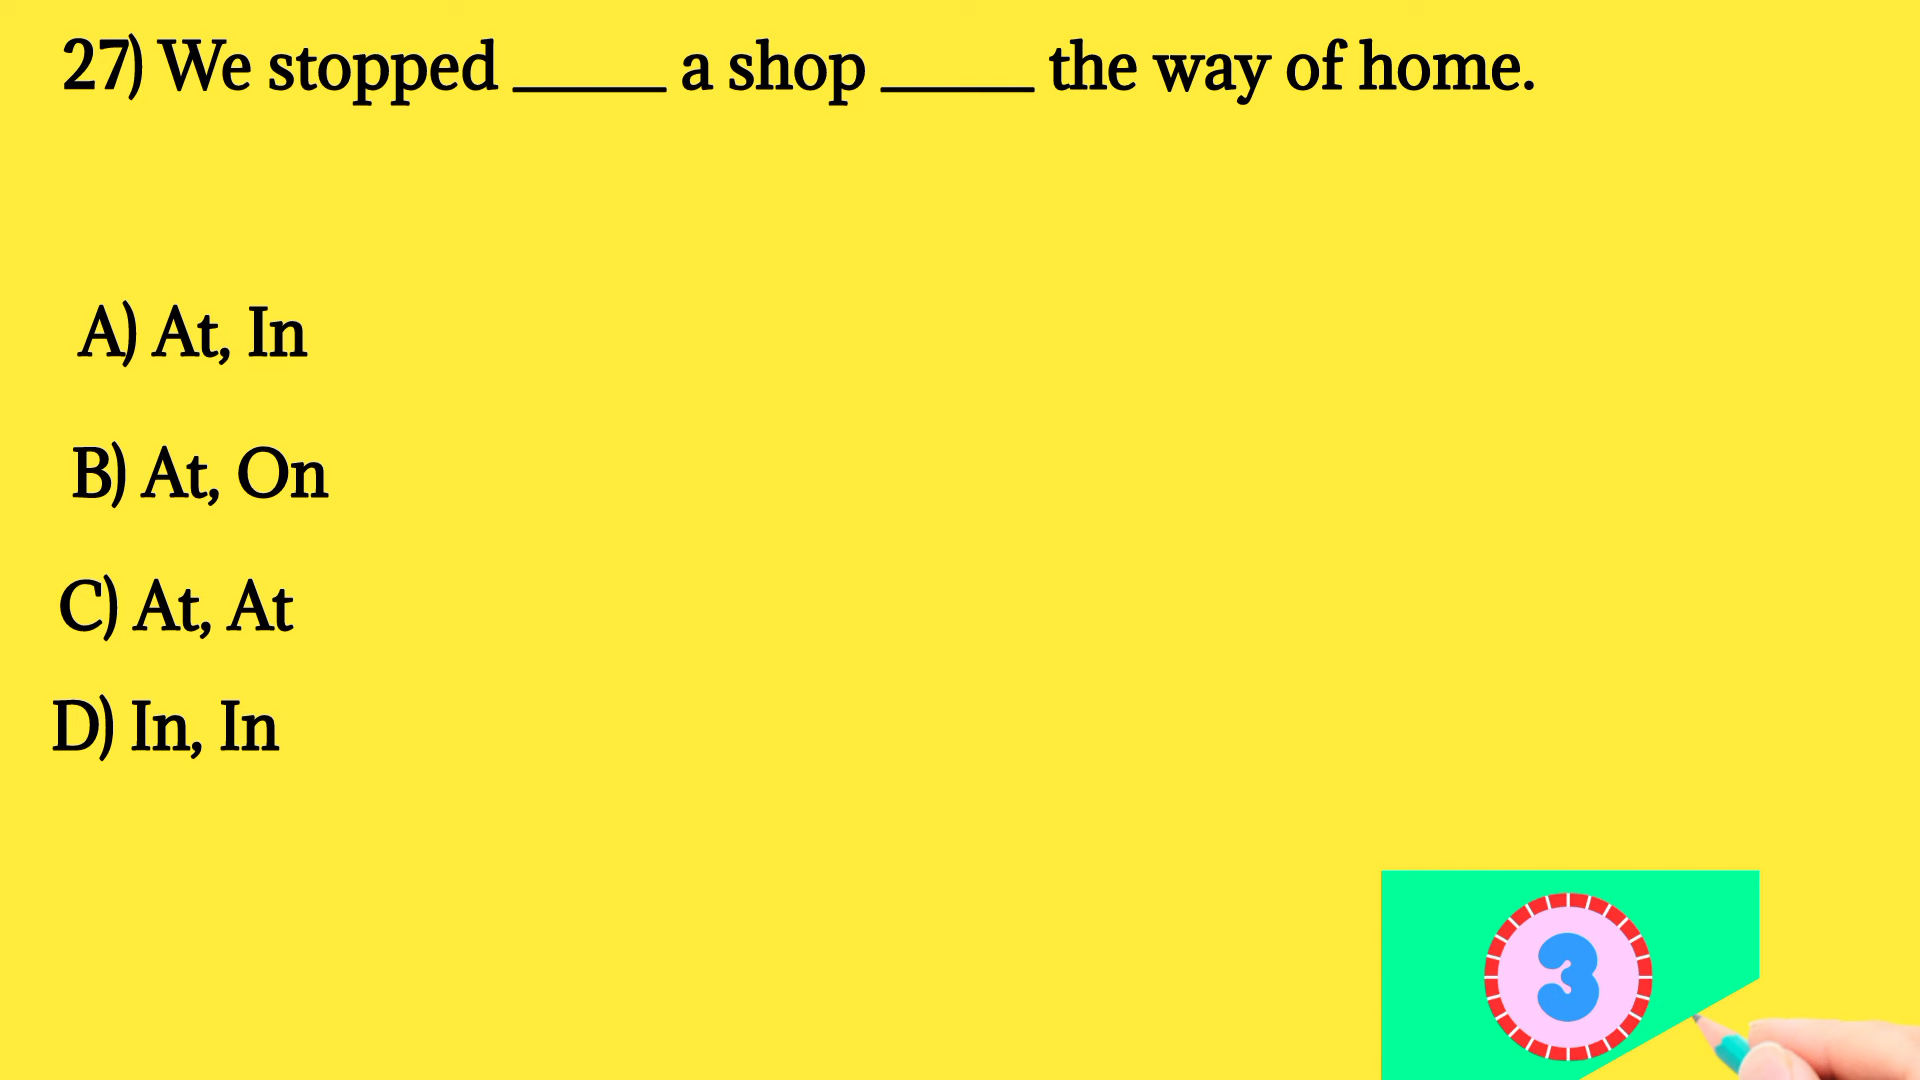 27) We stopped _____ a shop _____ the way of home.
A) At, In
B) At, On
C) At, At
D) In, In
3